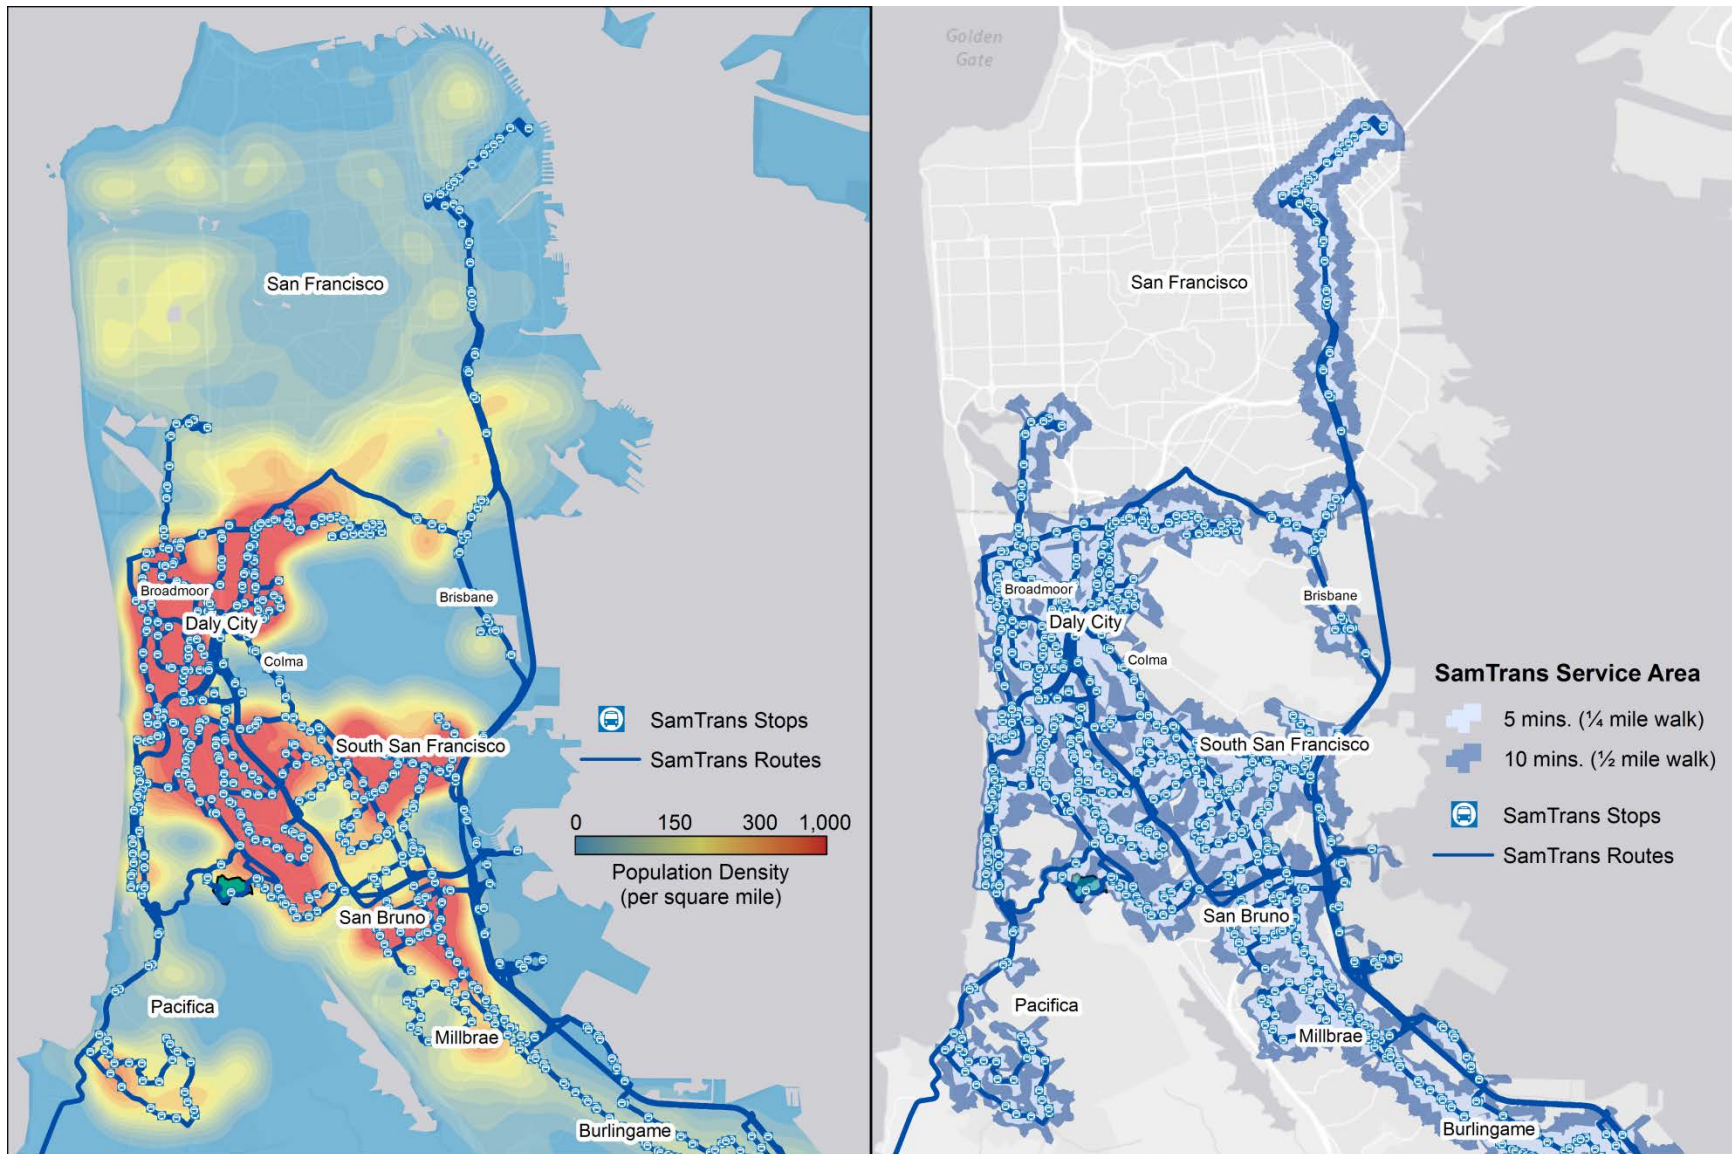 San Francisco
Broadmoor
Brisbane
Daly City
Colma
South San Francisco
San Bruno
Pacifica
Millbrae
Burlingame
SamTrans Stops
SamTrans Routes
0 150 300 1,000
Population Density
(per square mile)
Golden
Gate
San Francisco
Broadmoor
Brisbane
Daly City
Colma
South San Francisco
San Bruno
Pacifica
Millbrae
Burlingame
SamTrans Service Area
5 mins. (¼ mile walk)
10 mins. (½ mile walk)
SamTrans Stops
SamTrans Routes